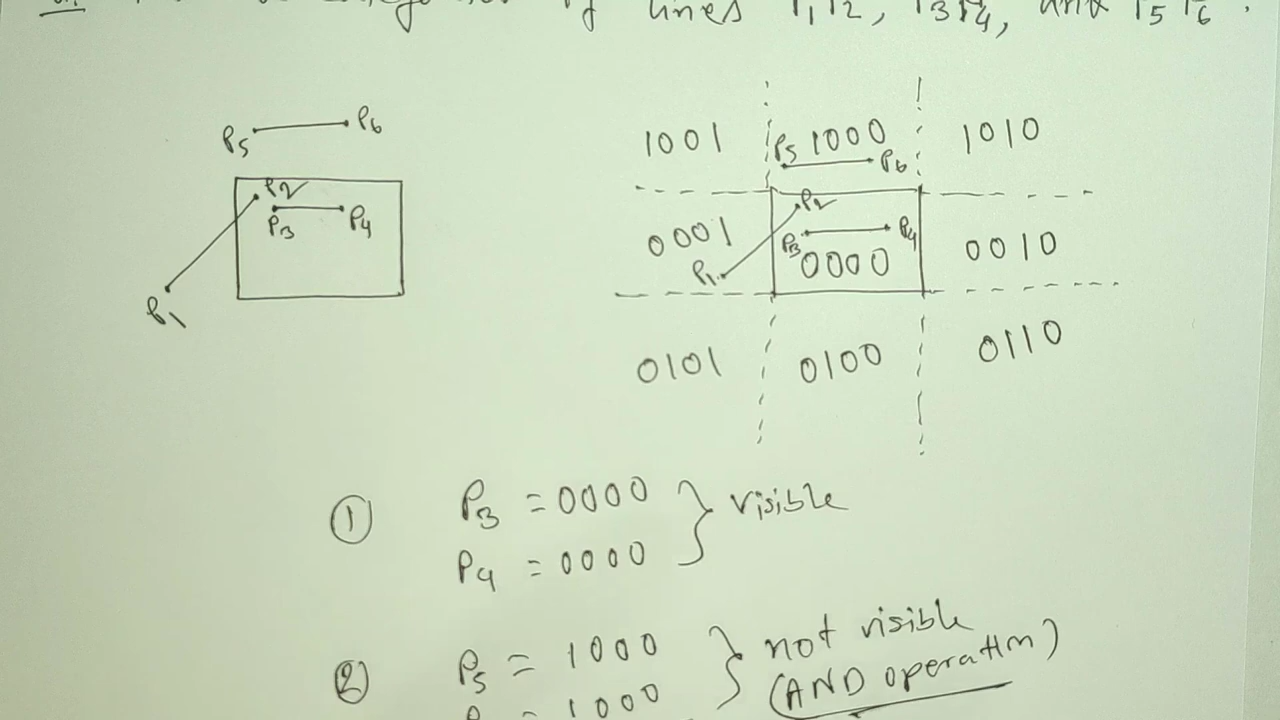 of lines P1P2, P3P4, and P5P6.
P5 P6
P2
P3 P4
P1
1001 P5 1000 P6 1010
0001 P2 P3 P4 P1 0000 0010
0101 0100 0110
① P3 = 0000 } visible
P4 = 0000
② P5 = 1000 } not visible
1000 (AND operation)